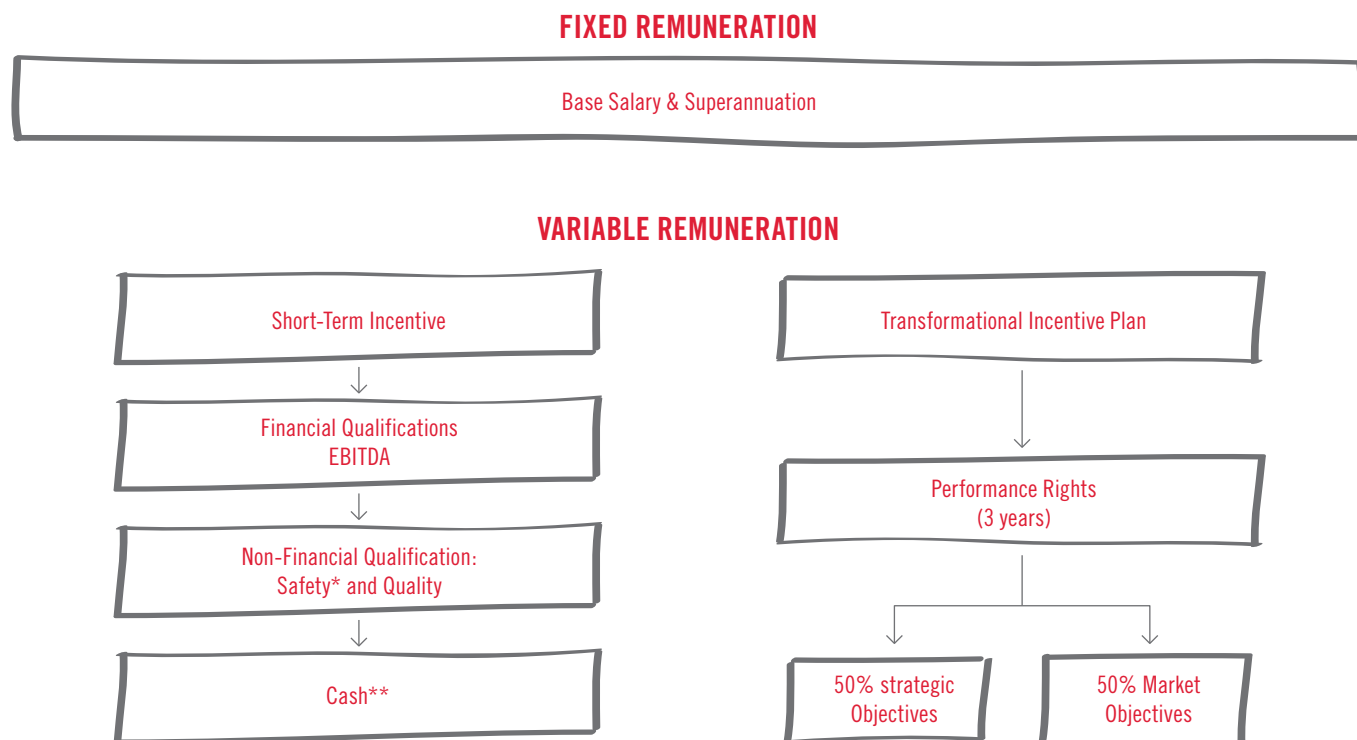 FIXED REMUNERATION
Base Salary & Superannuation
VARIABLE REMUNERATION
Short-Term Incentive
Financial Qualifications
EBITDA
Non-Financial Qualification:
Safety* and Quality
Cash**
Transformational Incentive Plan
Performance Rights
(3 years)
50% strategic
Objectives
50% Market
Objectives